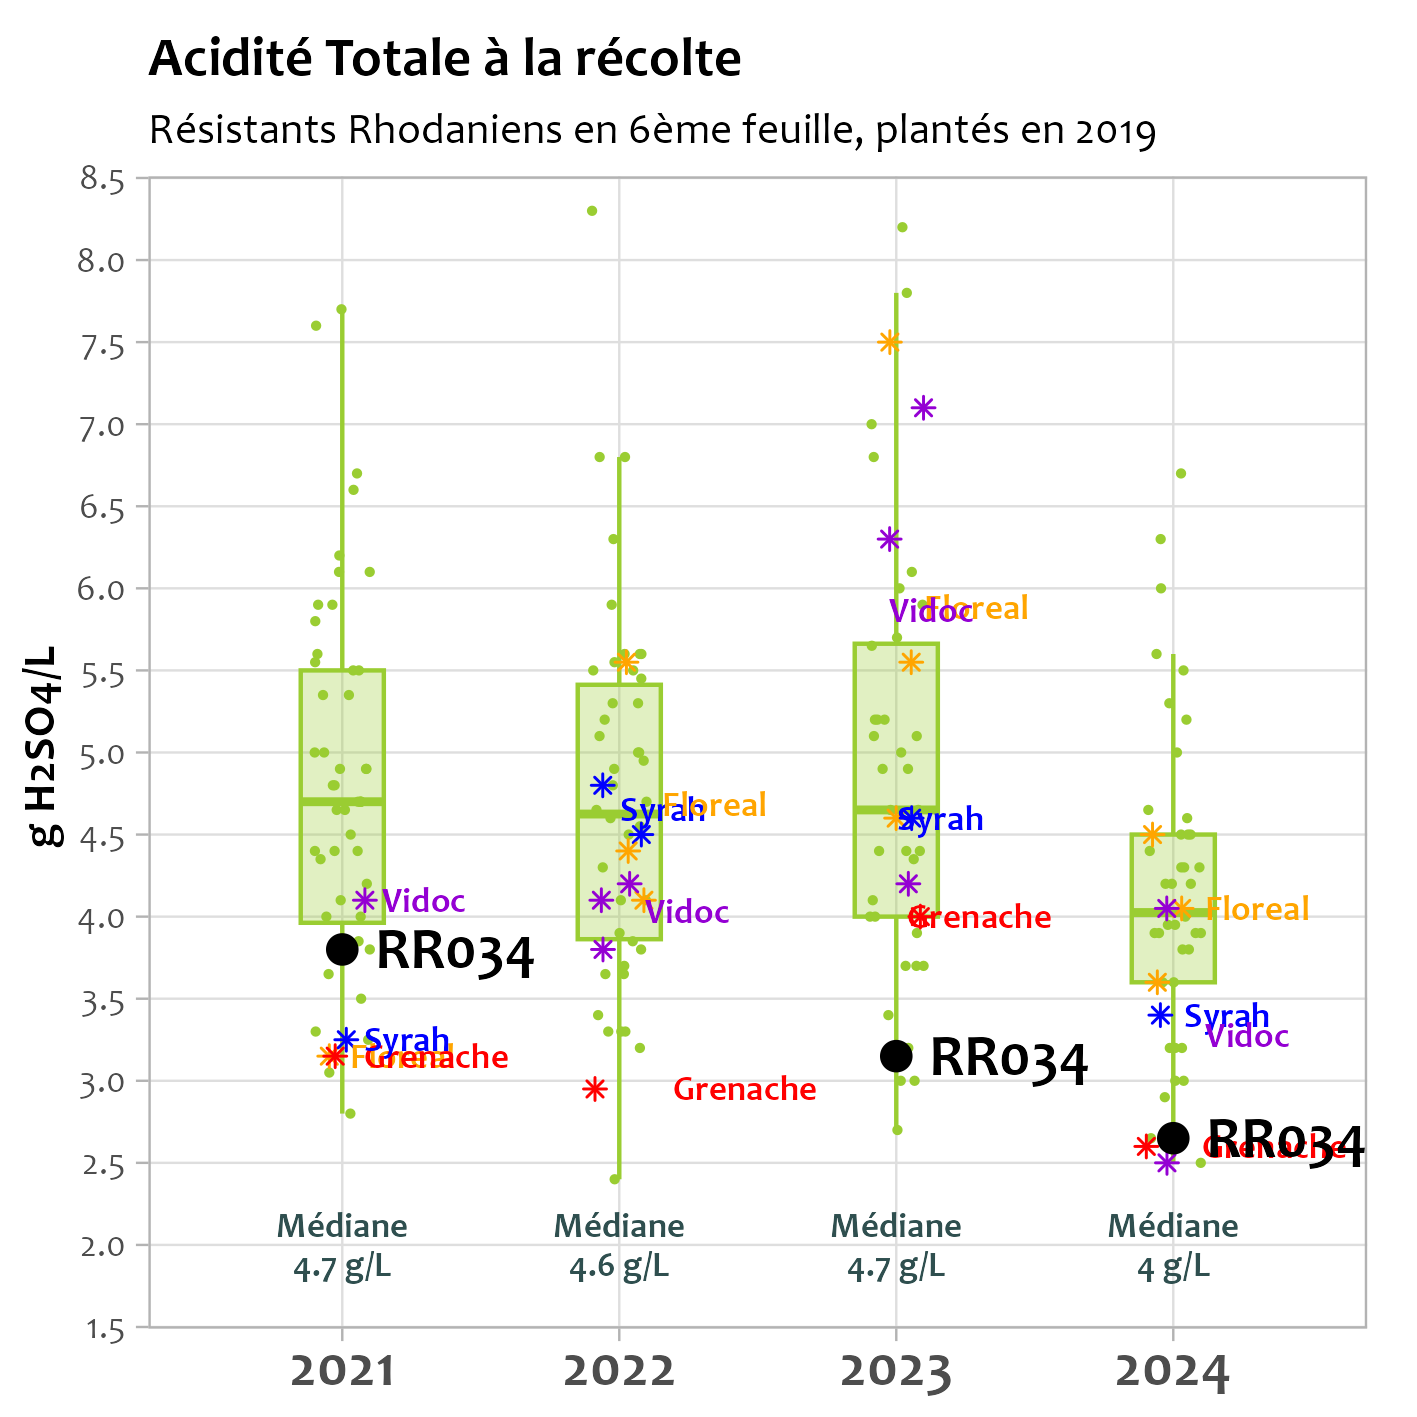 Acidité Totale à la récolte
Résistants Rhodaniens en 6ème feuille, plantés en 2019
g H2SO4/L
8.5
8.0
7.5
7.0
6.5
6.0
5.5
5.0
4.5
4.0
3.5
3.0
2.5
2.0
1.5
Vidoc
RR034
Syrah
Floreal
Grenache
Médiane
4.7 g/L
Syrah
Floreal
Vidoc
Grenache
Médiane
4.6 g/L
Vidoc
Floreal
Syrah
Grenache
RR034
Médiane
4.7 g/L
Floreal
Syrah
Vidoc
RR034
Grenache
Médiane
4 g/L
2021
2022
2023
2024